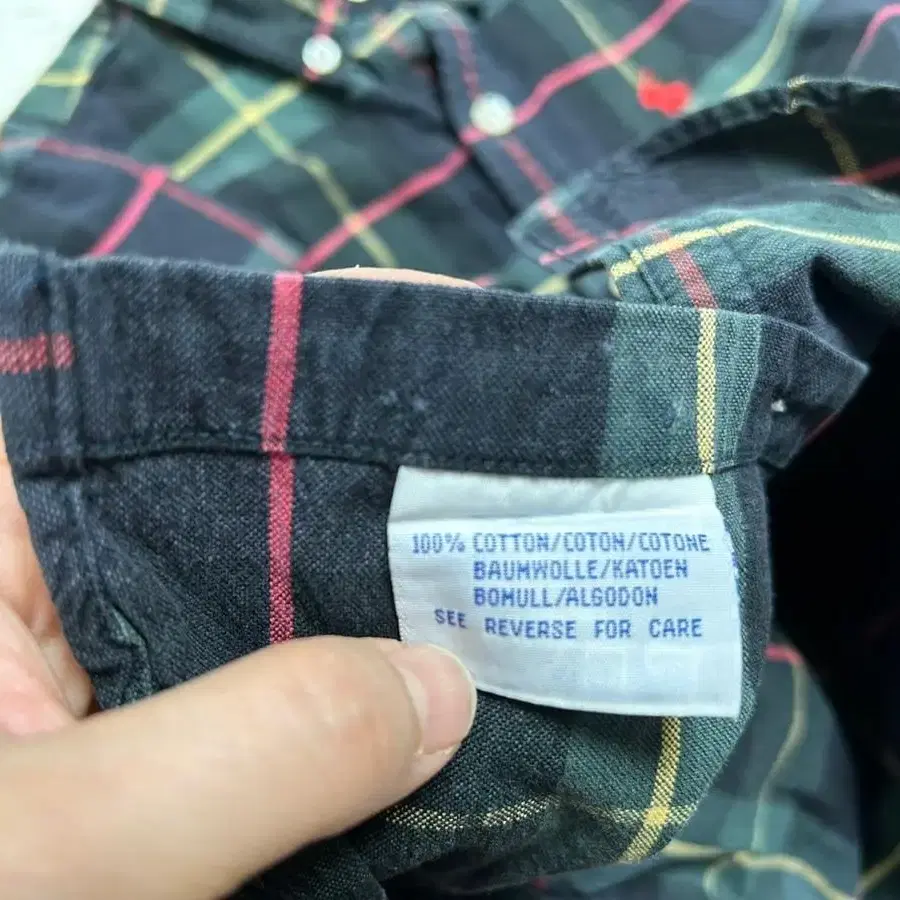 100% COTTON/COTON/COTONE
BAUMWOLLE/KATOEN
BOMULL/ALGODON
SEE REVERSE FOR CARE